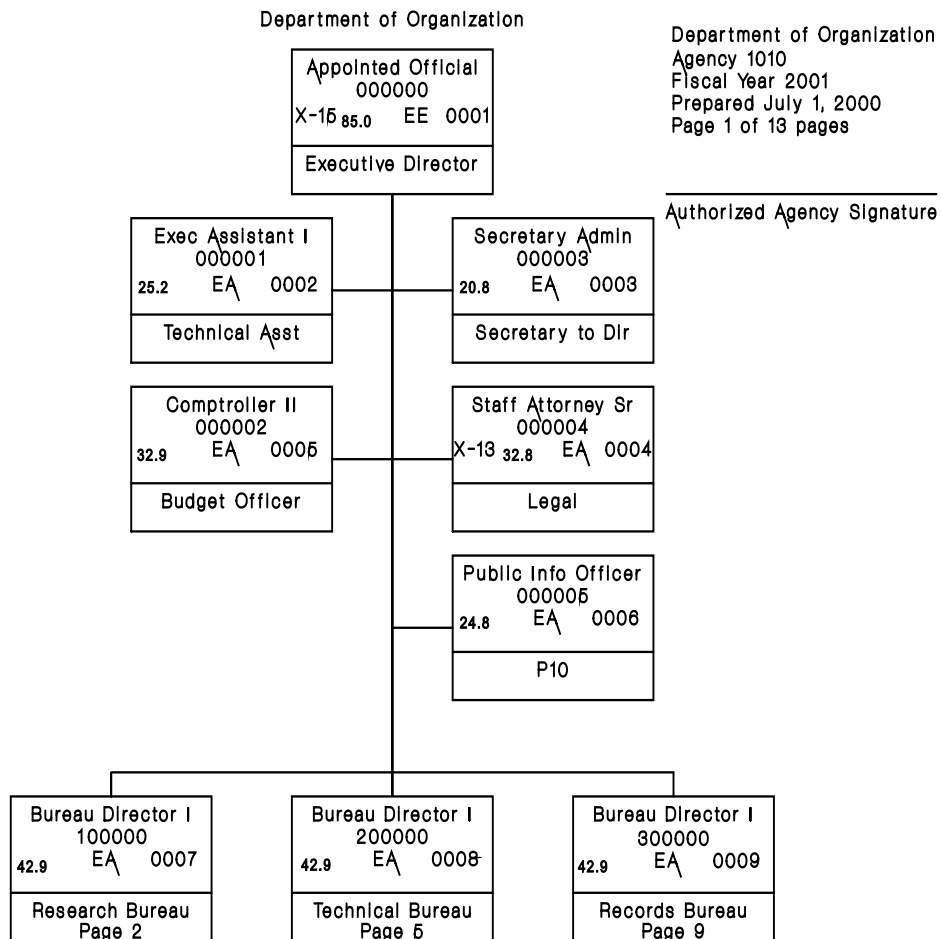 Department of Organization
Department of Organization
Agency 1010
Fiscal Year 2001
Prepared July 1, 2000
Page 1 of 13 pages
Authorized Agency Signature
Appointed Official
000000
X-15 85.0 EE 0001
Executive Director
Exec Assistant I
000001
25.2 EA 0002
Technical Asst
Secretary Admin
000003
20.8 EA 0003
Secretary to Dir
Comptroller II
000002
32.9 EA 0005
Budget Officer
Staff Attorney Sr
000004
X-13 32.8 EA 0004
Legal
Public Info Officer
000005
24.8 EA 0006
P10
Bureau Director I
100000
42.9 EA 0007
Research Bureau
Page 2
Bureau Director I
200000
42.9 EA 0008
Technical Bureau
Page 5
Bureau Director I
300000
42.9 EA 0009
Records Bureau
Page 9